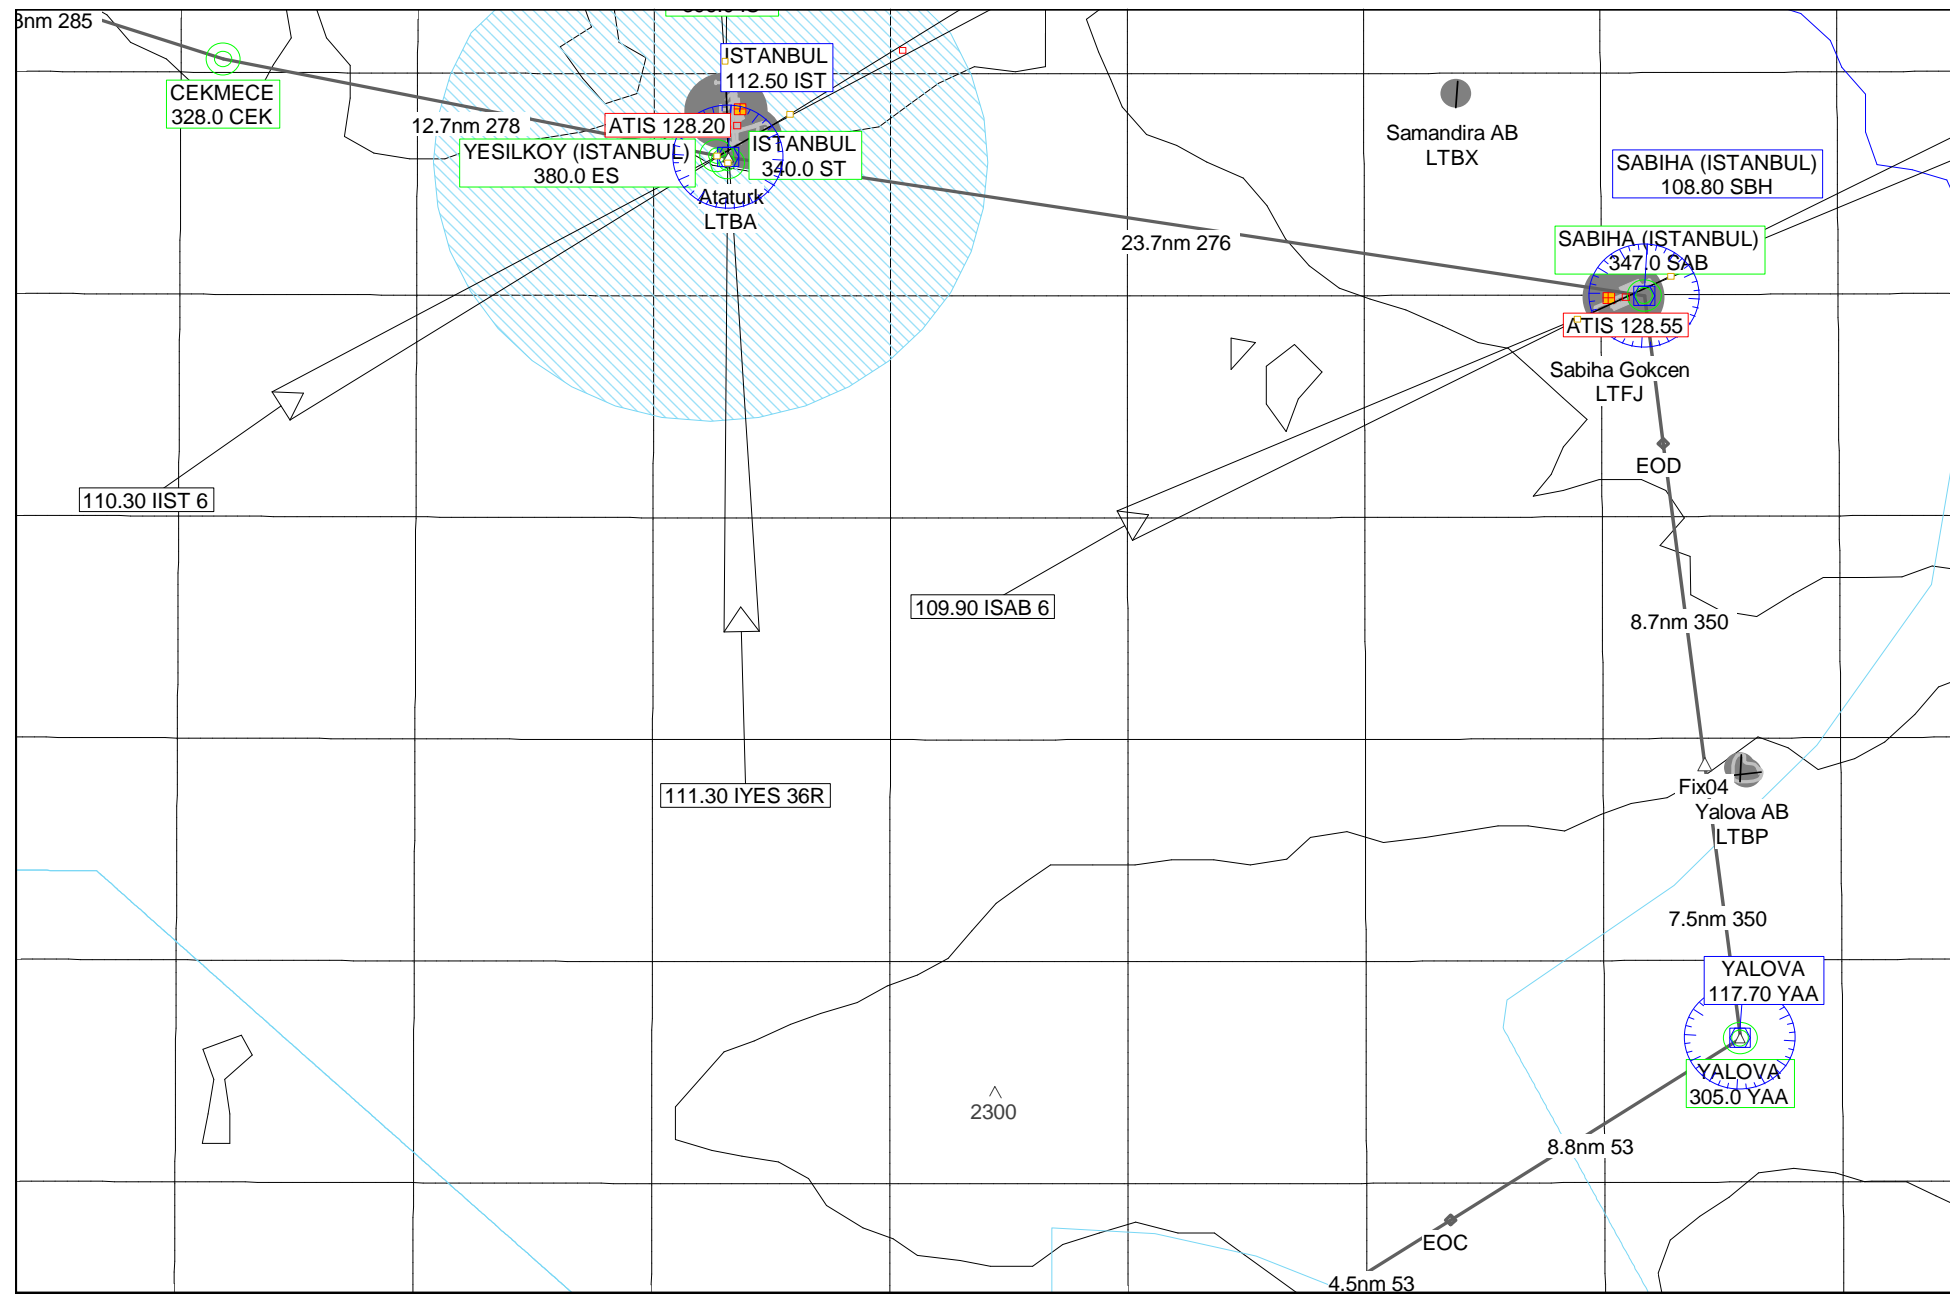 3nm 285
CEKMECE
328.0 CEK
12.7nm 278
ISTANBUL
112.50 IST
ATIS 128.20
YESILKOY (ISTANBUL)
380.0 ES
ISTANBUL
340.0 ST
Ataturk
LTBA
Samandira AB
LTBX
SABIHA (ISTANBUL)
108.80 SBH
23.7nm 276
SABIHA (ISTANBUL)
347.0 SAB
ATIS 128.55
Sabiha Gokcen
LTFJ
EOD
110.30 IIST 6
109.90 ISAB 6
8.7nm 350
111.30 IYES 36R
Fix04
Yalova AB
LTBP
7.5nm 350
YALOVA
117.70 YAA
YALOVA
305.0 YAA
2300
8.8nm 53
EOC
4.5nm 53